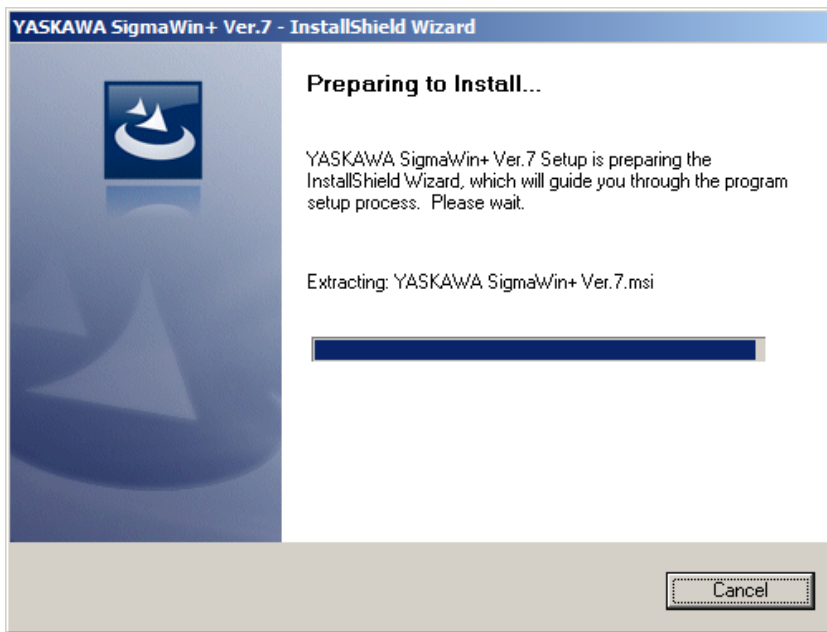 YASKAWA SigmaWin+ Ver.7 - InstallShield Wizard
Preparing to Install...
YASKAWA SigmaWin+ Ver.7 Setup is preparing the
InstallShield Wizard, which will guide you through the program
setup process.  Please wait.
Extracting: YASKAWA SigmaWin+ Ver.7.msi
Cancel